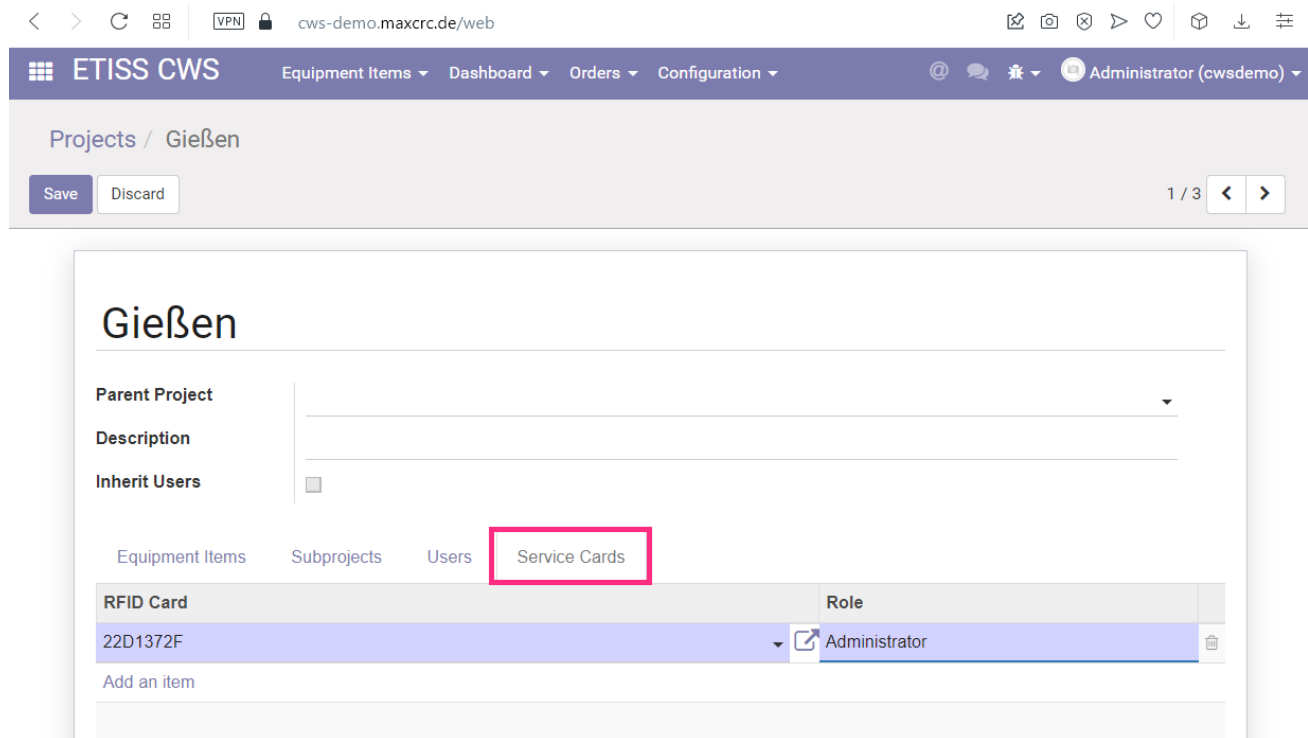 VPN cws-demo.maxcrc.de/web
ETISS CWS Equipment Items Dashboard Orders Configuration @ Administrator (cwsdemo)
Projects / Gießen
Save Discard 1 / 3
Gießen
Parent Project
Description
Inherit Users
Equipment Items Subprojects Users Service Cards
RFID Card Role
22D1372F Administrator
Add an item